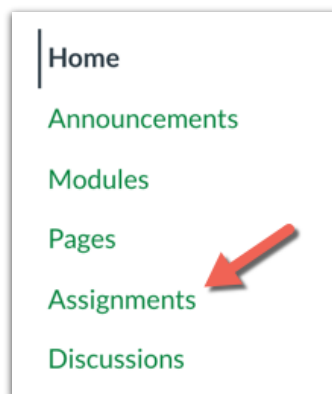 Home
Announcements
Modules
Pages
Assignments
Discussions